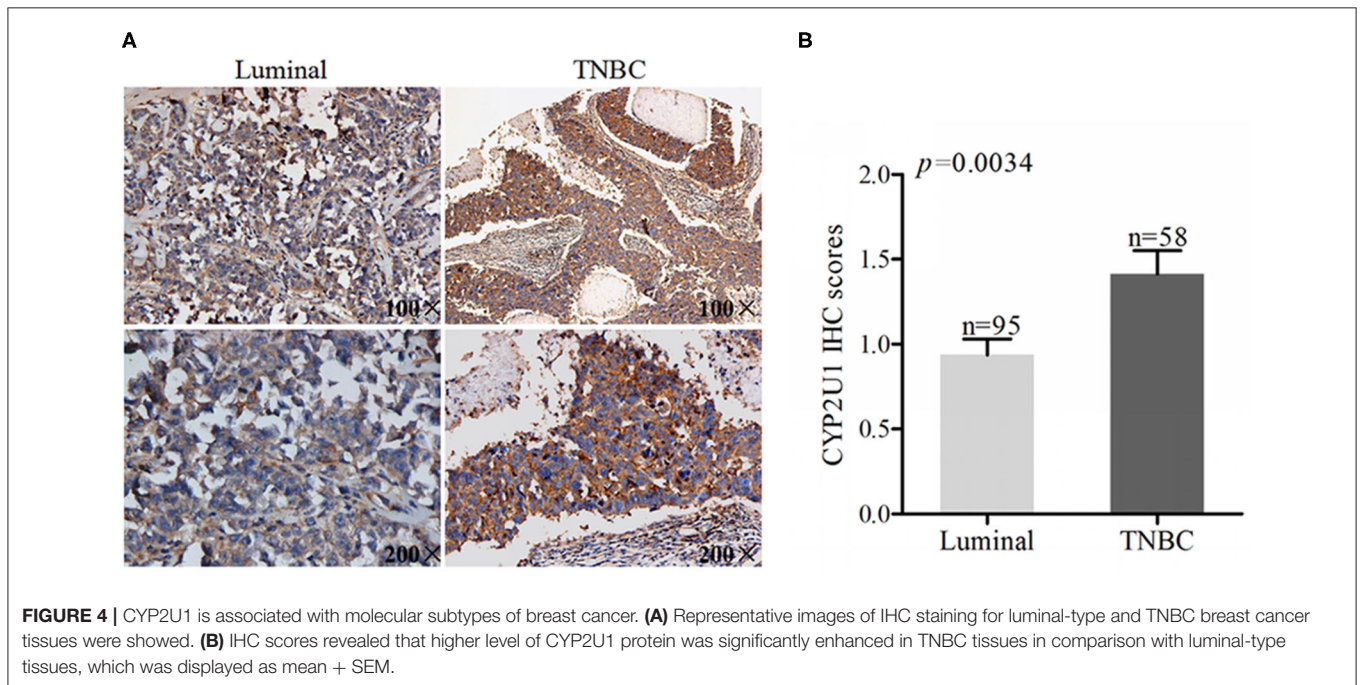 A
B
Luminal
TNBC
100×
100×
200×
200×
p=0.0034
2.0
1.5
1.0
0.5
0.0
CYP2U1 IHC scores
n=95
n=58
Luminal
TNBC
FIGURE 4 | CYP2U1 is associated with molecular subtypes of breast cancer. (A) Representative images of IHC staining for luminal-type and TNBC breast cancer
tissues were showed. (B) IHC scores revealed that higher level of CYP2U1 protein was significantly enhanced in TNBC tissues in comparison with luminal-type
tissues, which was displayed as mean + SEM.